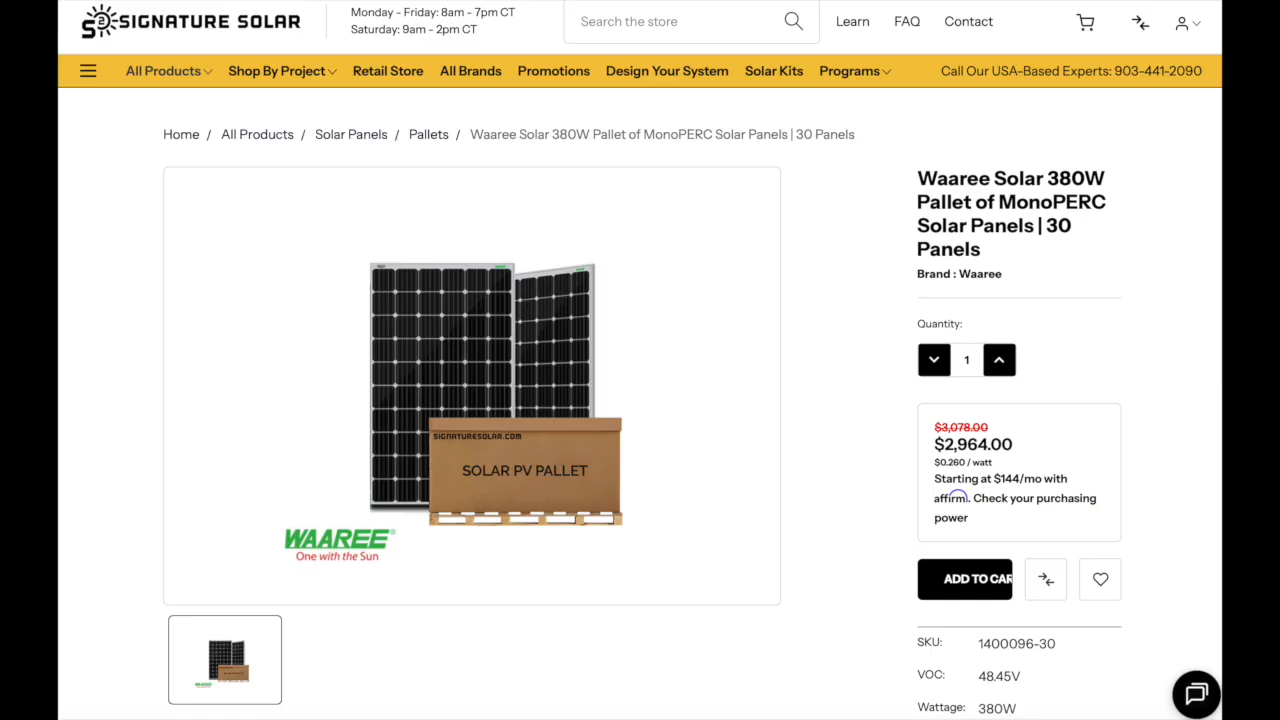 SIGNATURE SOLAR
Monday - Friday: 8am - 7pm CT
Saturday: 9am - 2pm CT
Search the store
Learn
FAQ
Contact
All Products
Shop By Project
Retail Store
All Brands
Promotions
Design Your System
Solar Kits
Programs
Call Our USA-Based Experts: 903-441-2090
Home / All Products / Solar Panels / Pallets / Waaree Solar 380W Pallet of MonoPERC Solar Panels | 30 Panels
SIGNATURESOLAR.COM
SOLAR PV PALLET
WAAREE®
One with the Sun
Waaree Solar 380W
Pallet of MonoPERC
Solar Panels | 30
Panels
Brand : Waaree
Quantity:
1
$3,078.00
$2,964.00
$0.260 / watt
Starting at $144/mo with
affirm. Check your purchasing
power
ADD TO CAR
SKU: 1400096-30
VOC: 48.45V
Wattage: 380W